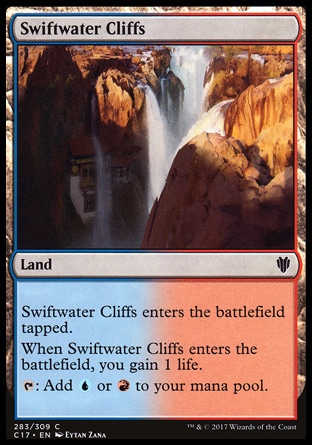 Swiftwater Cliffs
Land
Swiftwater Cliffs enters the battlefield
tapped.
When Swiftwater Cliffs enters the
battlefield, you gain 1 life.
: Add or to your mana pool.
283/309 C
C17 • EN Eytan Zana
™ & © 2017 Wizards of the Coast